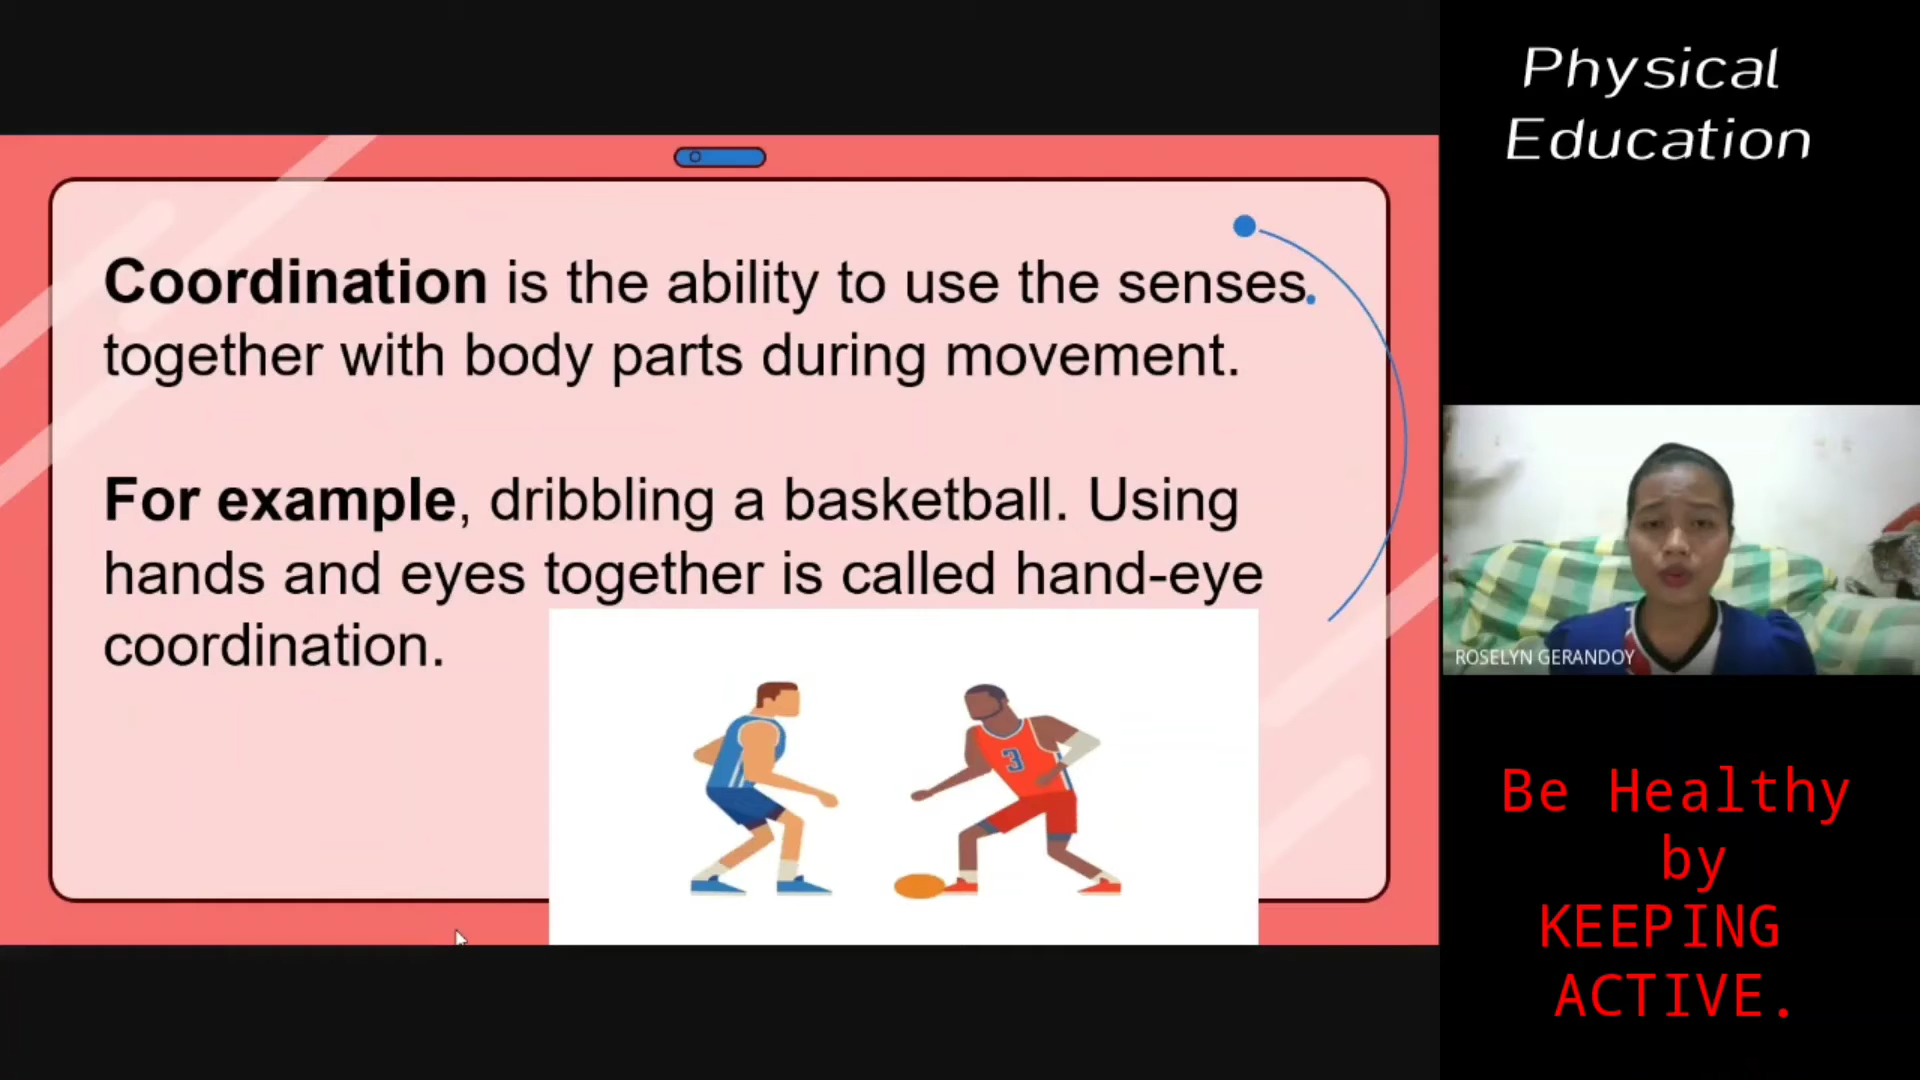 Coordination is the ability to use the senses
together with body parts during movement.
For example, dribbling a basketball. Using
hands and eyes together is called hand-eye
coordination.
3
Physical
Education
ROSELYN GERANDOY
Be Healthy
by
KEEPING
ACTIVE.